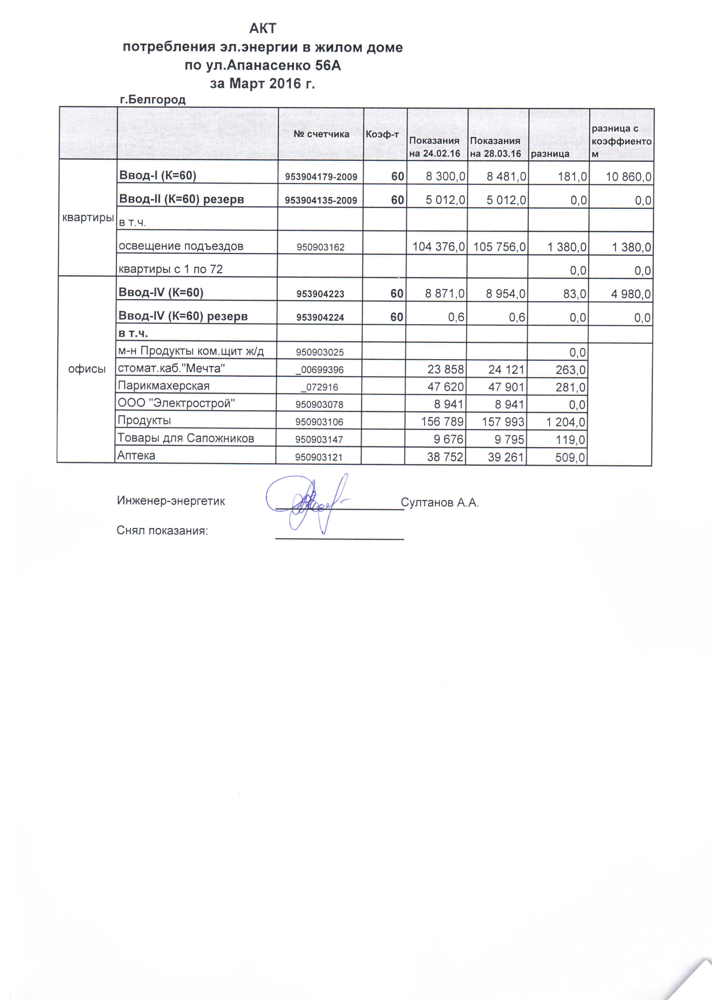 АКТ
потребления эл.энергии в жилом доме
по ул.Апанасенко 56А
за Март 2016 г.
г.Белгород
№ счетчика Коэф-т Показания на 24.02.16 Показания на 28.03.16 разница разница с коэффиенто м
квартиры
Ввод-I (К=60) 953904179-2009 60 8 300,0 8 481,0 181,0 10 860,0
Ввод-II (К=60) резерв 953904135-2009 60 5 012,0 5 012,0 0,0 0,0
в т.ч.
освещение подъездов 950903162 104 376,0 105 756,0 1 380,0 1 380,0
квартиры с 1 по 72 0,0 0,0
офисы
Ввод-IV (К=60) 953904223 60 8 871,0 8 954,0 83,0 4 980,0
Ввод-IV (К=60) резерв 953904224 60 0,6 0,6 0,0 0,0
в т.ч.
м-н Продукты ком.щит ж/д 950903025 0,0
стомат.каб."Мечта" _00699396 23 858 24 121 263,0
Парикмахерская _072916 47 620 47 901 281,0
ООО "Электрострой" 950903078 8 941 8 941 0,0
Продукты 950903106 156 789 157 993 1 204,0
Товары для Сапожников 950903147 9 676 9 795 119,0
Аптека 950903121 38 752 39 261 509,0
Инженер-энергетик Султанов А.А.
Снял показания: